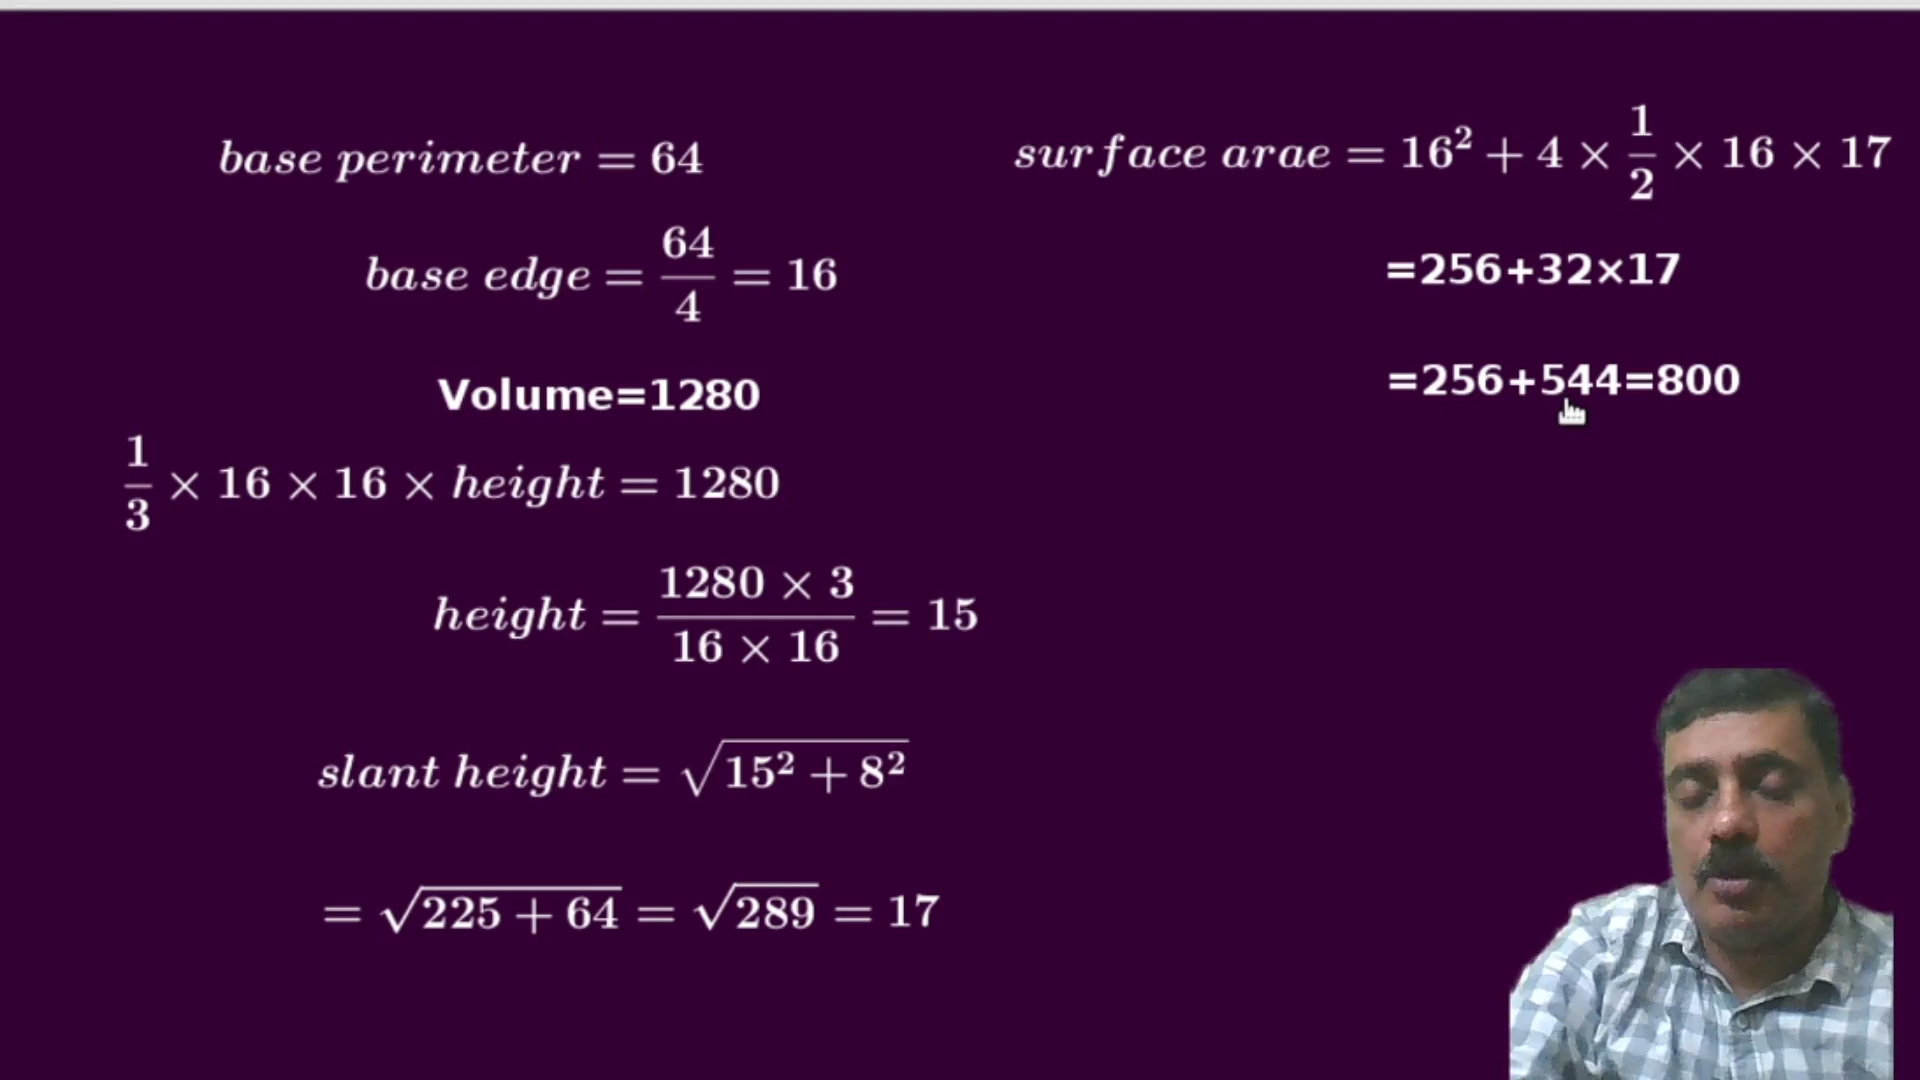 base perimeter = 64
base edge = 64/4 = 16
Volume=1280
1/3 × 16 × 16 × height = 1280
height = (1280 × 3)/(16 × 16) = 15
slant height = √(15² + 8²)
= √(225 + 64) = √289 = 17
surface arae = 16² + 4 × 1/2 × 16 × 17
=256+32×17
=256+544=800